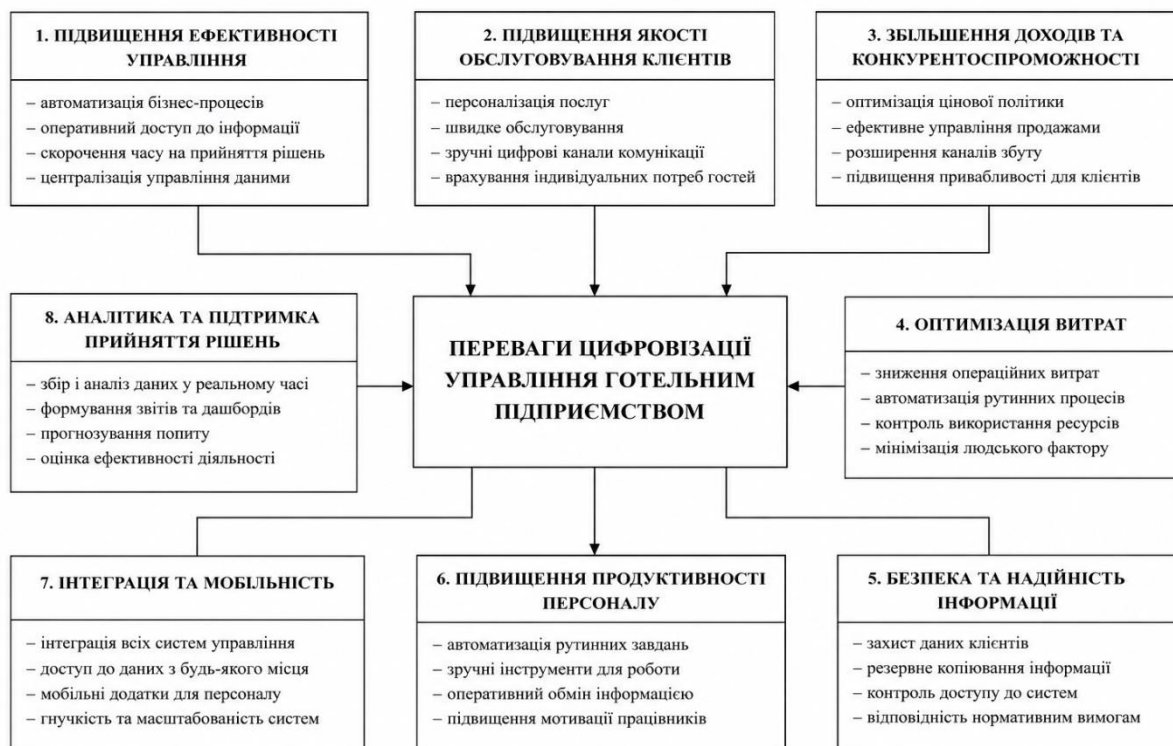 1. ПІДВИЩЕННЯ ЕФЕКТИВНОСТІ
УПРАВЛІННЯ
– автоматизація бізнес-процесів
– оперативний доступ до інформації
– скорочення часу на прийняття рішень
– централізація управління даними
2. ПІДВИЩЕННЯ ЯКОСТІ
ОБСЛУГОВУВАННЯ КЛІЄНТІВ
– персоналізація послуг
– швидке обслуговування
– зручні цифрові канали комунікації
– врахування індивідуальних потреб гостей
3. ЗБІЛЬШЕННЯ ДОХОДІВ ТА
КОНКУРЕНТОСПРОМОЖНОСТІ
– оптимізація цінової політики
– ефективне управління продажами
– розширення каналів збуту
– підвищення привабливості для клієнтів
8. АНАЛІТИКА ТА ПІДТРИМКА
ПРИЙНЯТТЯ РІШЕНЬ
– збір і аналіз даних у реальному часі
– формування звітів та дашбордів
– прогнозування попиту
– оцінка ефективності діяльності
ПЕРЕВАГИ ЦИФРОВІЗАЦІЇ
УПРАВЛІННЯ ГОТЕЛЬНИМ
ПІДПРИЄМСТВОМ
4. ОПТИМІЗАЦІЯ ВИТРАТ
– зниження операційних витрат
– автоматизація рутинних процесів
– контроль використання ресурсів
– мінімізація людського фактору
7. ІНТЕГРАЦІЯ ТА МОБІЛЬНІСТЬ
– інтеграція всіх систем управління
– доступ до даних з будь-якого місця
– мобільні додатки для персоналу
– гнучкість та масштабованість систем
6. ПІДВИЩЕННЯ ПРОДУКТИВНОСТІ
ПЕРСОНАЛУ
– автоматизація рутинних завдань
– зручні інструменти для роботи
– оперативний обмін інформацією
– підвищення мотивації працівників
5. БЕЗПЕКА ТА НАДІЙНІСТЬ
ІНФОРМАЦІЇ
– захист даних клієнтів
– резервне копіювання інформації
– контроль доступу до систем
– відповідність нормативним вимогам